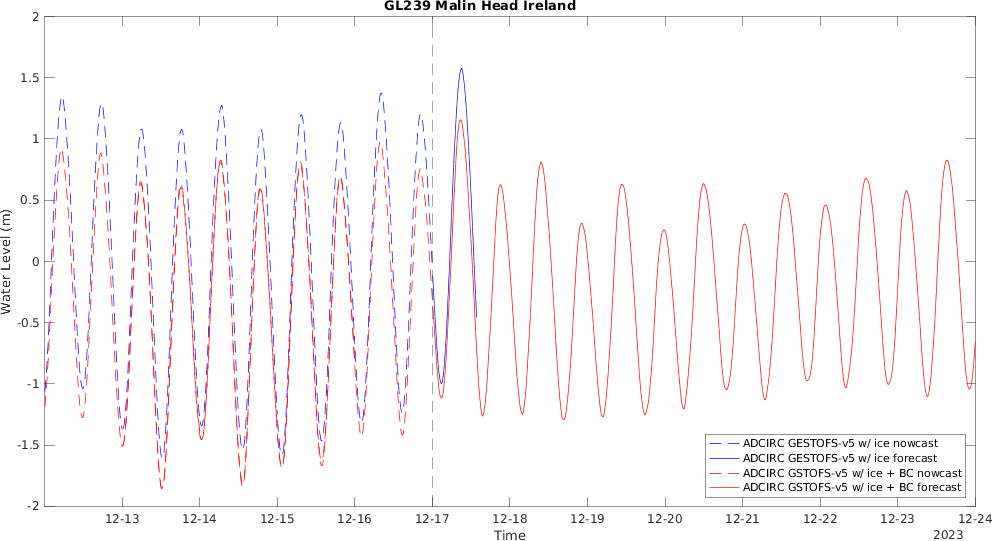 GL239 Malin Head Ireland
2
1.5
1
0.5
0
-0.5
-1
-1.5
-2
Water Level (m)
ADCIRC GESTOFS-v5 w/ ice nowcast
ADCIRC GESTOFS-v5 w/ ice forecast
ADCIRC GSTOFS-v5 w/ ice + BC nowcast
ADCIRC GSTOFS-v5 w/ ice + BC forecast
12-13 12-14 12-15 12-16 12-17 12-18 12-19 12-20 12-21 12-22 12-23 12-24
Time
2023